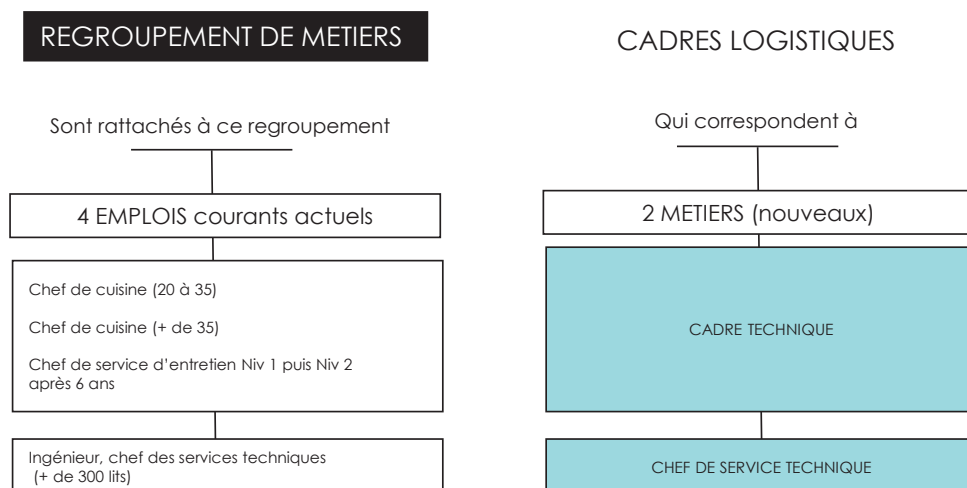 REGROUPEMENT DE METIERS
CADRES LOGISTIQUES
Sont rattachés à ce regroupement
Qui correspondent à
4 EMPLOIS courants actuels
2 METIERS (nouveaux)
Chef de cuisine (20 à 35)
Chef de cuisine (+ de 35)
Chef de service d’entretien Niv 1 puis Niv 2
après 6 ans
CADRE TECHNIQUE
Ingénieur, chef des services techniques
(+ de 300 lits)
CHEF DE SERVICE TECHNIQUE